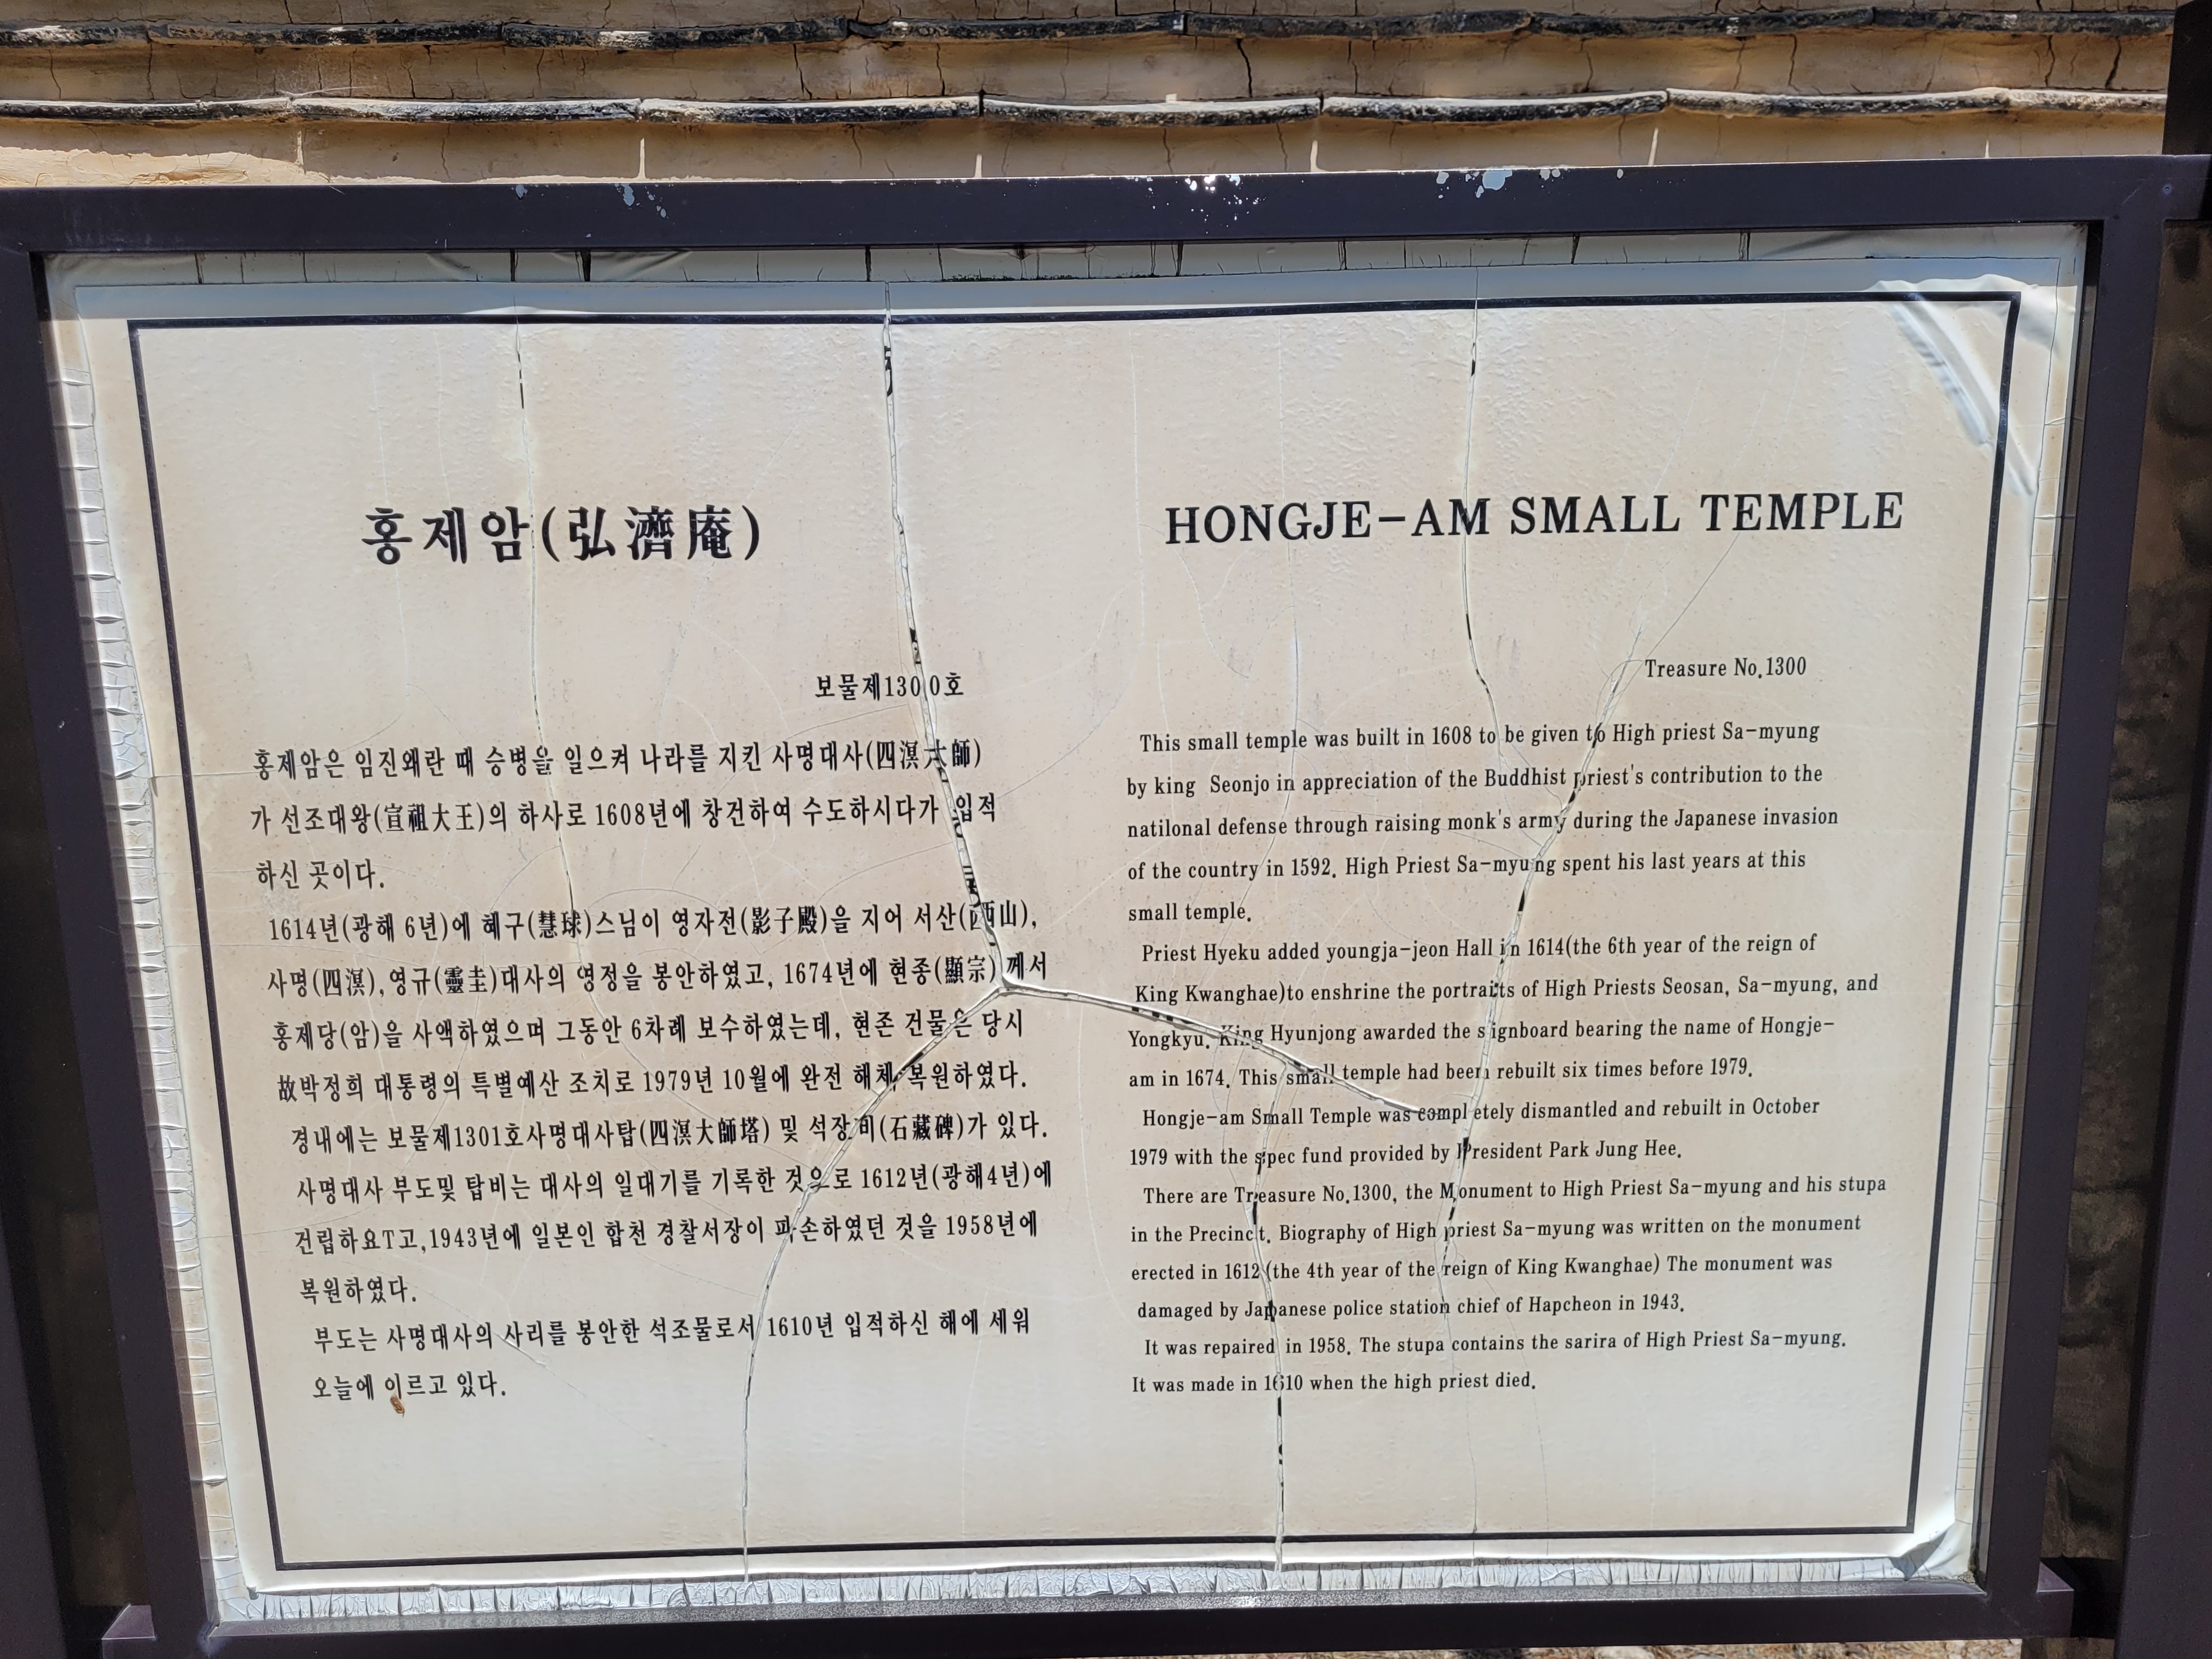 홍제암(弘濟庵)
보물제1300호
홍제암은 임진왜란 때 승병을 일으켜 나라를 지킨 사명대사(四溟大師)
가 선조대왕(宣祖大王)의 하사로 1608년에 창건하여 수도하시다가 입적
하신 곳이다.
1614년(광해 6년)에 혜구(慧球)스님이 영자전(影子殿)을 지어 서산(西山),
사명(四溟),영규(靈圭)대사의 영정을 봉안하였고, 1674년에 현종(顯宗)께서
홍제당(암)을 사액하였으며 그동안 6차례 보수하였는데, 현존 건물은 당시
故박정희 대통령의 특별예산 조치로 1979년 10월에 완전 해체 복원하였다.
경내에는 보물제1301호사명대사탑(四溟大師塔) 및 석장비(石藏碑)가 있다.
사명대사 부도및 탑비는 대사의 일대기를 기록한 것으로 1612년(광해4년)에
건립하요T고,1943년에 일본인 합천 경찰서장이 파손하였던 것을 1958년에
복원하였다.
부도는 사명대사의 사리를 봉안한 석조물로서 1610년 입적하신 해에 세워
오늘에 이르고 있다.
HONGJE-AM SMALL TEMPLE
Treasure No.1300
This small temple was built in 1608 to be given to High priest Sa-myung
by king Seonjo in appreciation of the Buddhist priest's contribution to the
natilonal defense through raising monk's army during the Japanese invasion
of the country in 1592. High Priest Sa-myung spent his last years at this
small temple.
Priest Hyeku added youngja-jeon Hall in 1614(the 6th year of the reign of
King Kwanghae)to enshrine the portraits of High Priests Seosan, Sa-myung, and
Yongkyu. King Hyunjong awarded the signboard bearing the name of Hongje-
am in 1674. This small temple had been rebuilt six times before 1979.
Hongje-am Small Temple was completely dismantled and rebuilt in October
1979 with the spec fund provided by President Park Jung Hee.
There are Treasure No.1300, the Monument to High Priest Sa-myung and his stupa
in the Precinct. Biography of High priest Sa-myung was written on the monument
erected in 1612 (the 4th year of the reign of King Kwanghae) The monument was
damaged by Japanese police station chief of Hapcheon in 1943.
It was repaired in 1958. The stupa contains the sarira of High Priest Sa-myung.
It was made in 1610 when the high priest died.